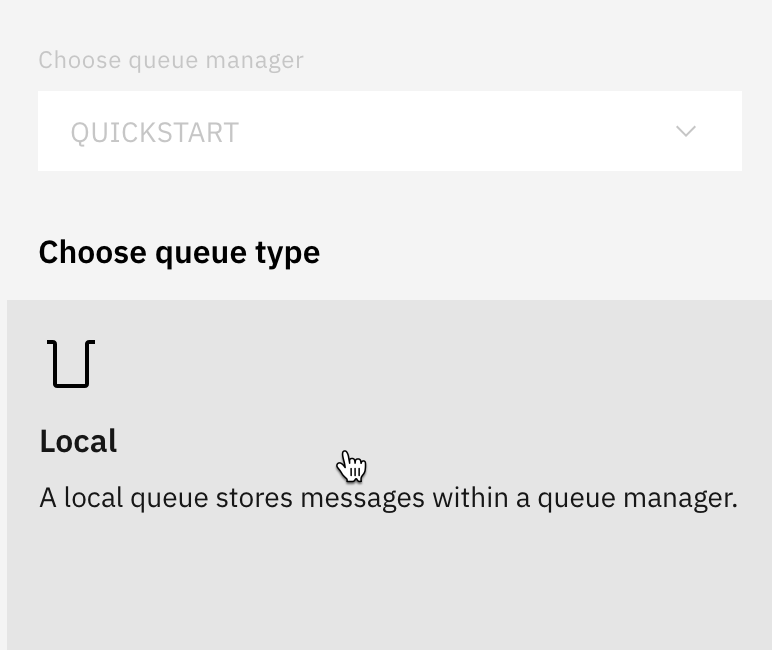 Choose queue manager
QUICKSTART
Choose queue type
Local
A local queue stores messages within a queue manager.